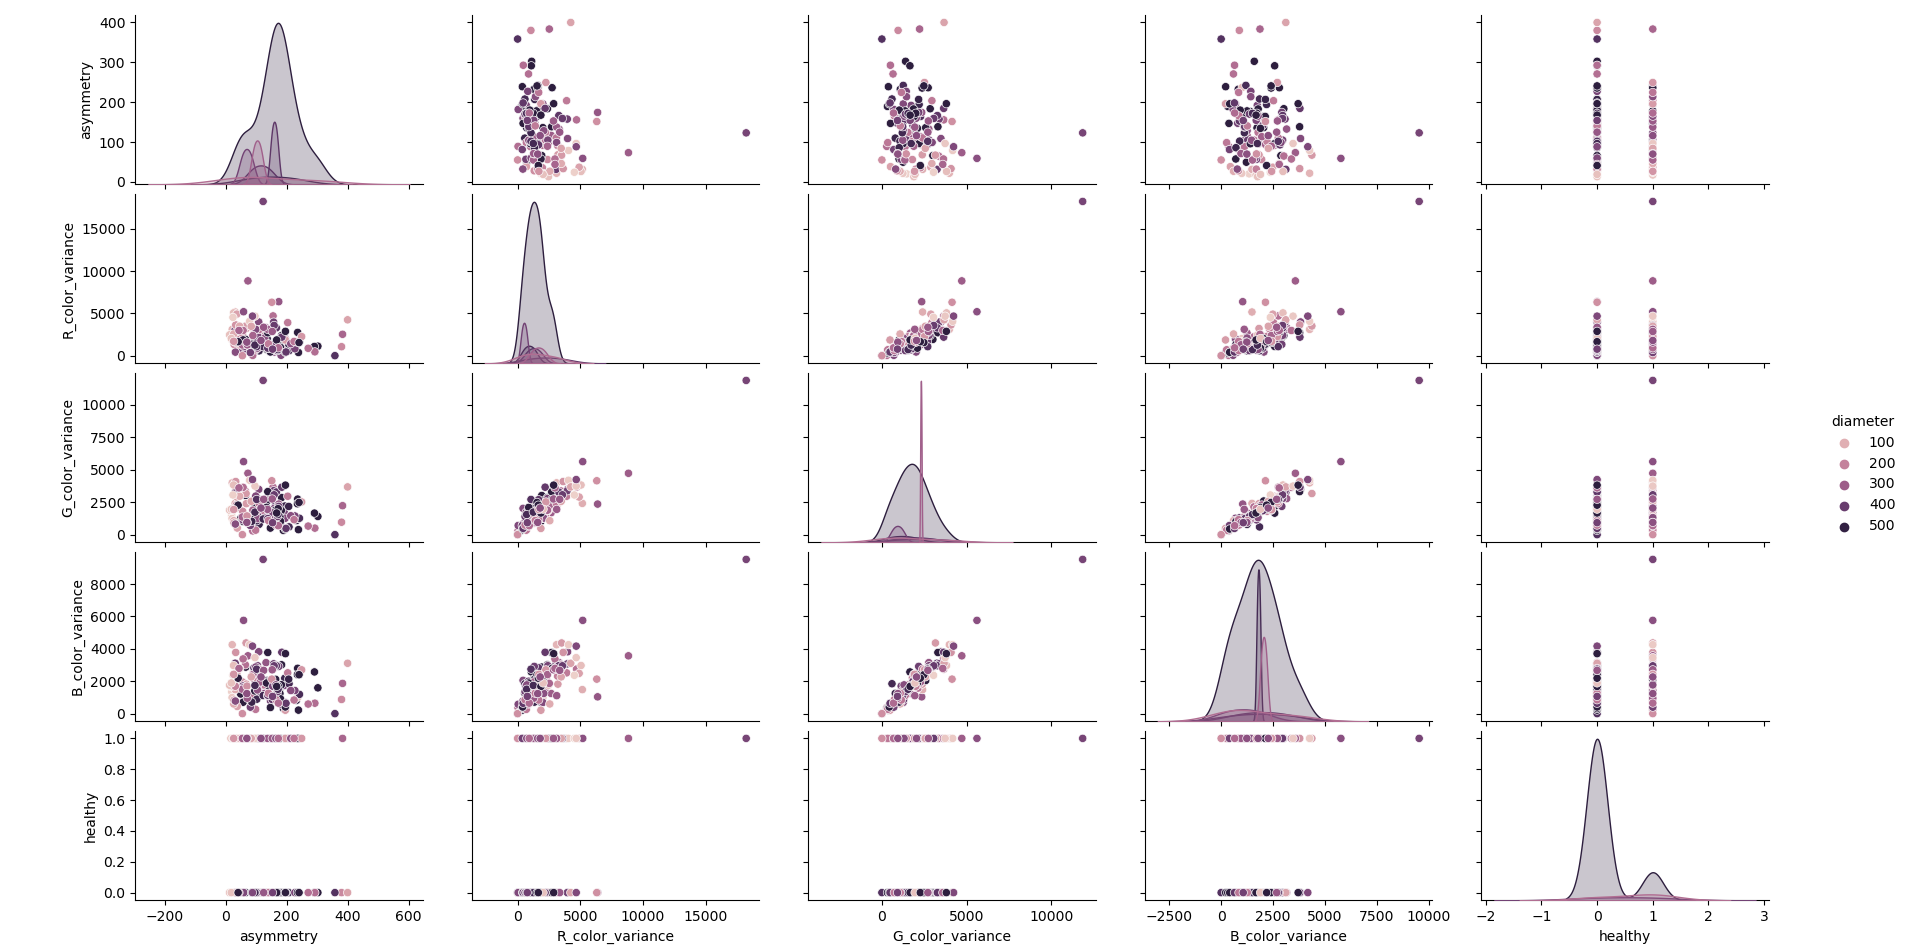 400
300
200
100
0
asymmetry
15000
10000
5000
0
R_color_variance
10000
7500
5000
2500
0
G_color_variance
8000
6000
4000
2000
0
B_color_variance
1.0
0.8
0.6
0.4
0.2
0.0
healthy
−200 0 200 400 600
asymmetry
0 5000 10000 15000
R_color_variance
0 5000 10000
G_color_variance
−2500 0 2500 5000 7500 10000
B_color_variance
−2 −1 0 1 2 3
healthy
diameter
100
200
300
400
500